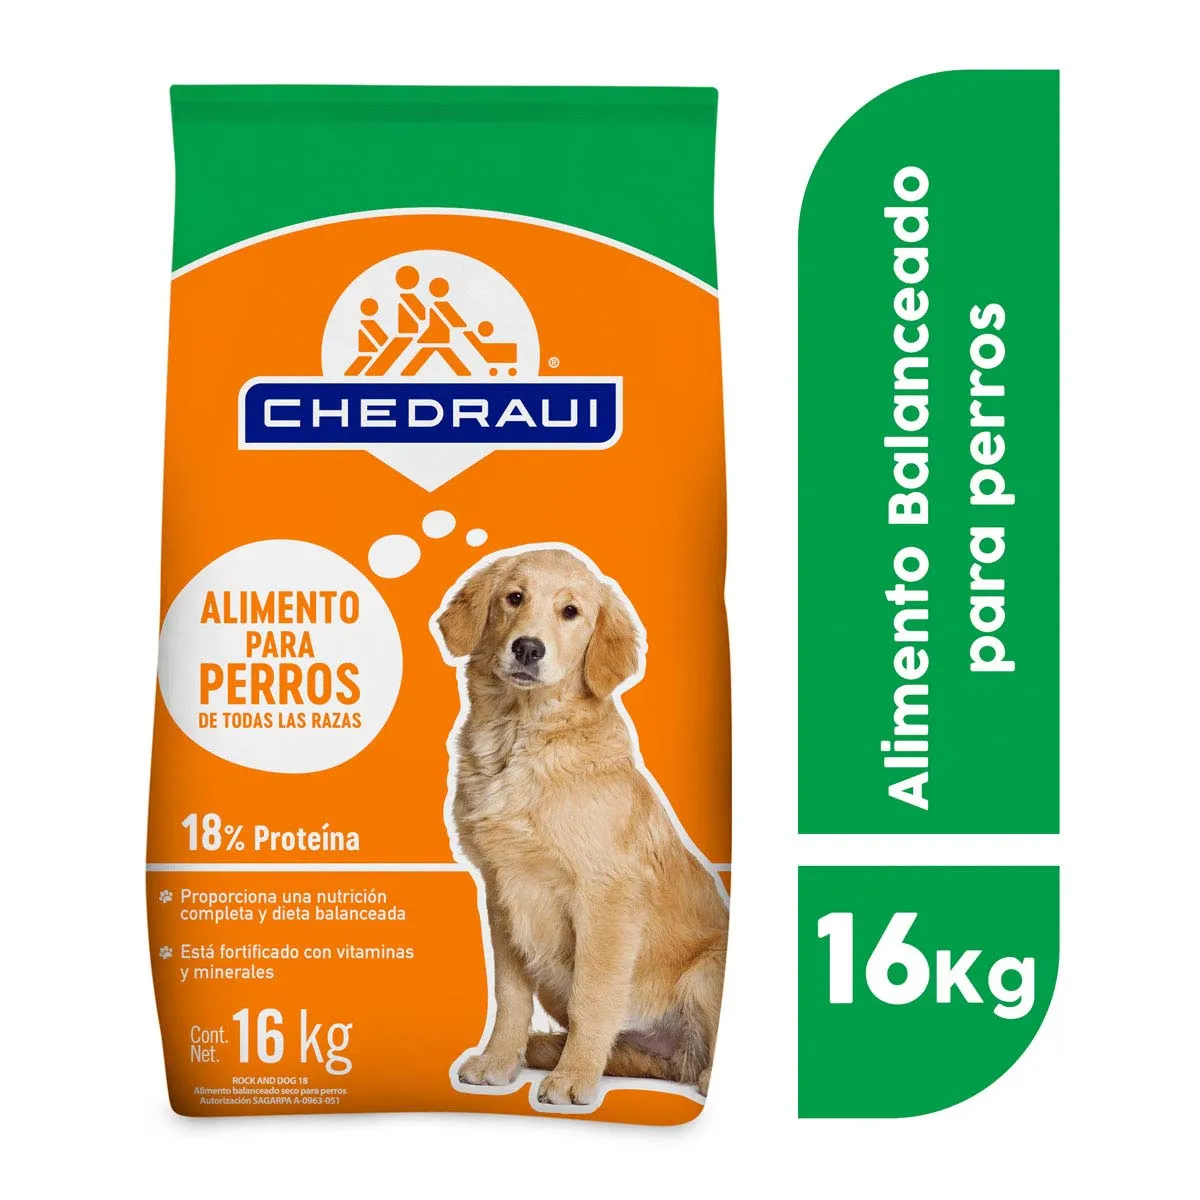 CHEDRAUI
®
ALIMENTO
PARA
PERROS
DE TODAS LAS RAZAS
18% Proteína
Proporciona una nutrición
completa y dieta balanceada
Está fortificado con vitaminas
y minerales
Cont.
Net. 16 kg
ROCK AND DOG 18
Alimento balanceado seco para perros
Autorización SAGARPA A-0963-051
Alimento Balanceado
para perros
16Kg